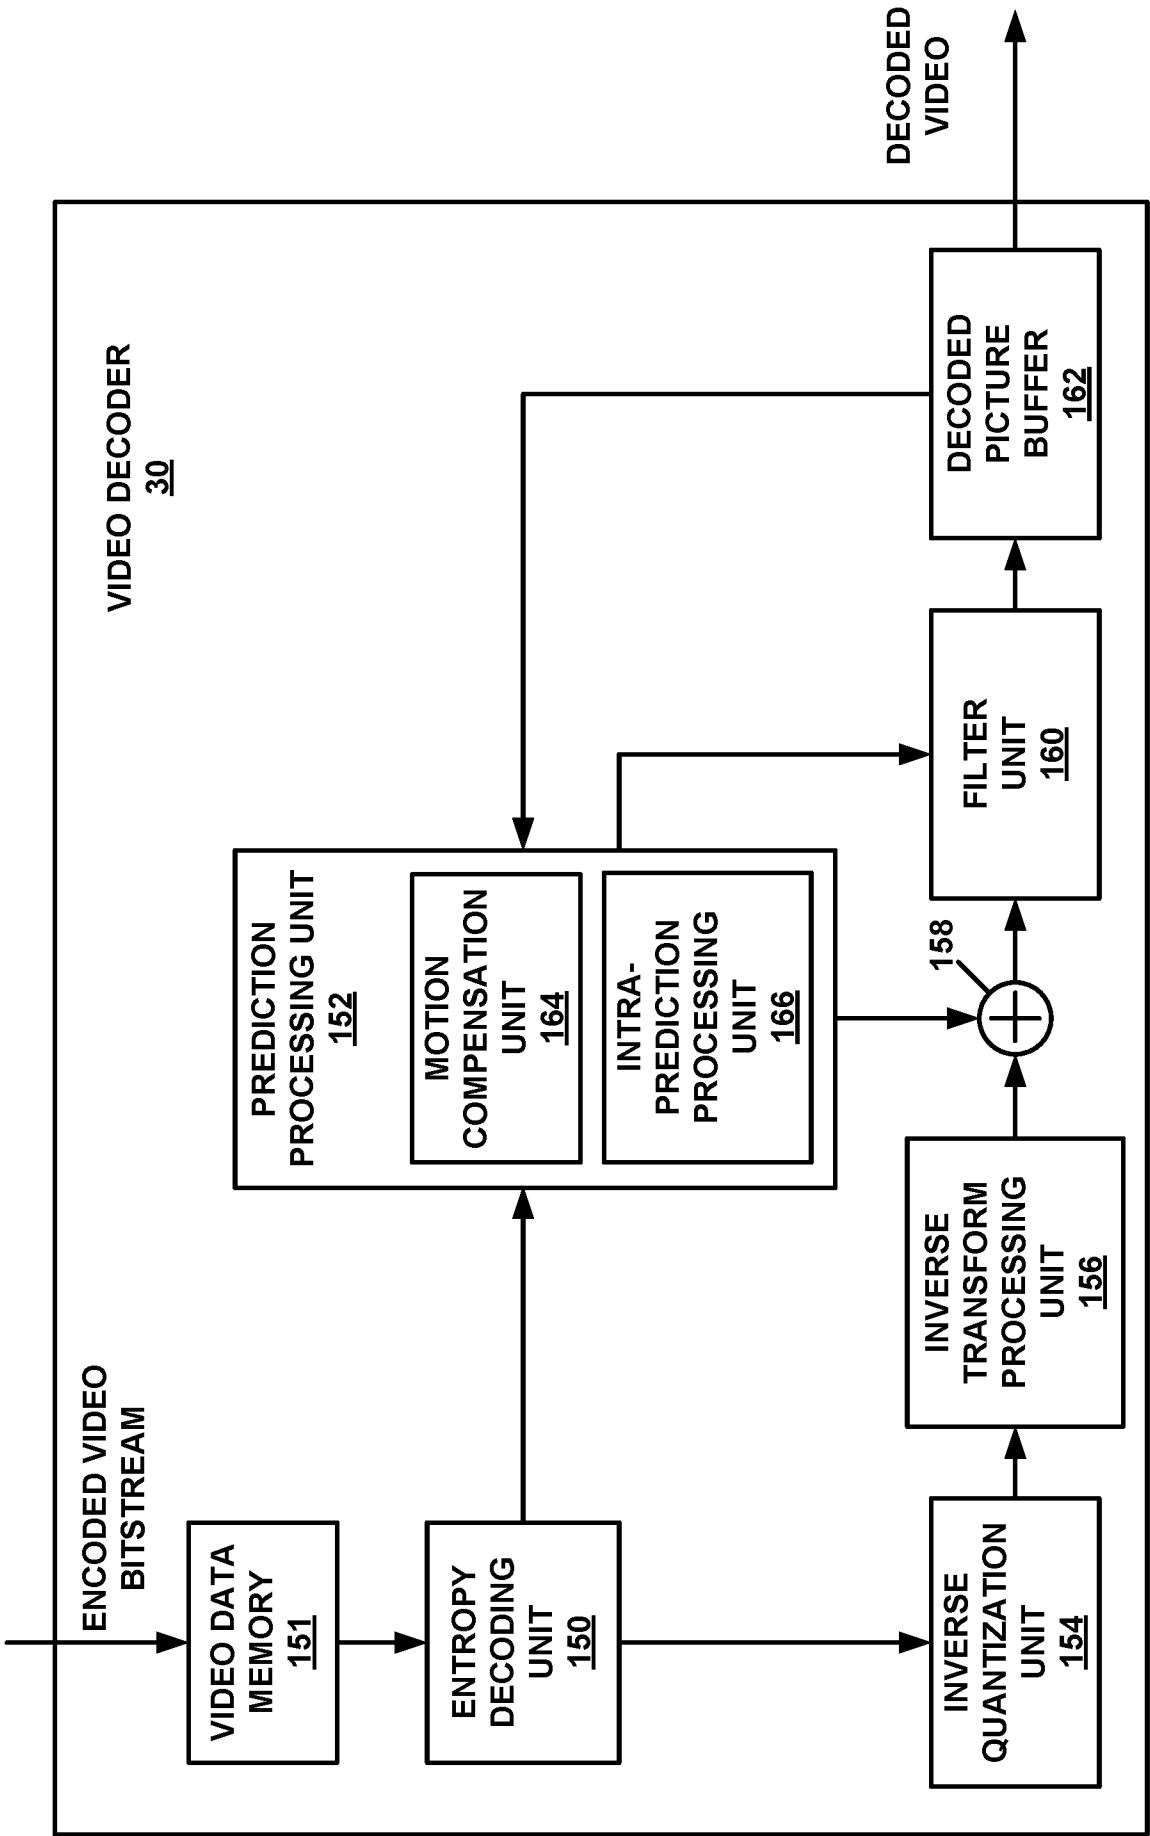 ENCODED VIDEO
BITSTREAM
VIDEO DECODER
30
VIDEO DATA
MEMORY
151
ENTROPY
DECODING
UNIT
150
PREDICTION
PROCESSING UNIT
152
MOTION
COMPENSATION
UNIT
164
INTRA-
PREDICTION
PROCESSING
UNIT
166
INVERSE
QUANTIZATION
UNIT
154
INVERSE
TRANSFORM
PROCESSING
UNIT
156
158
FILTER
UNIT
160
DECODED
PICTURE
BUFFER
162
DECODED
VIDEO